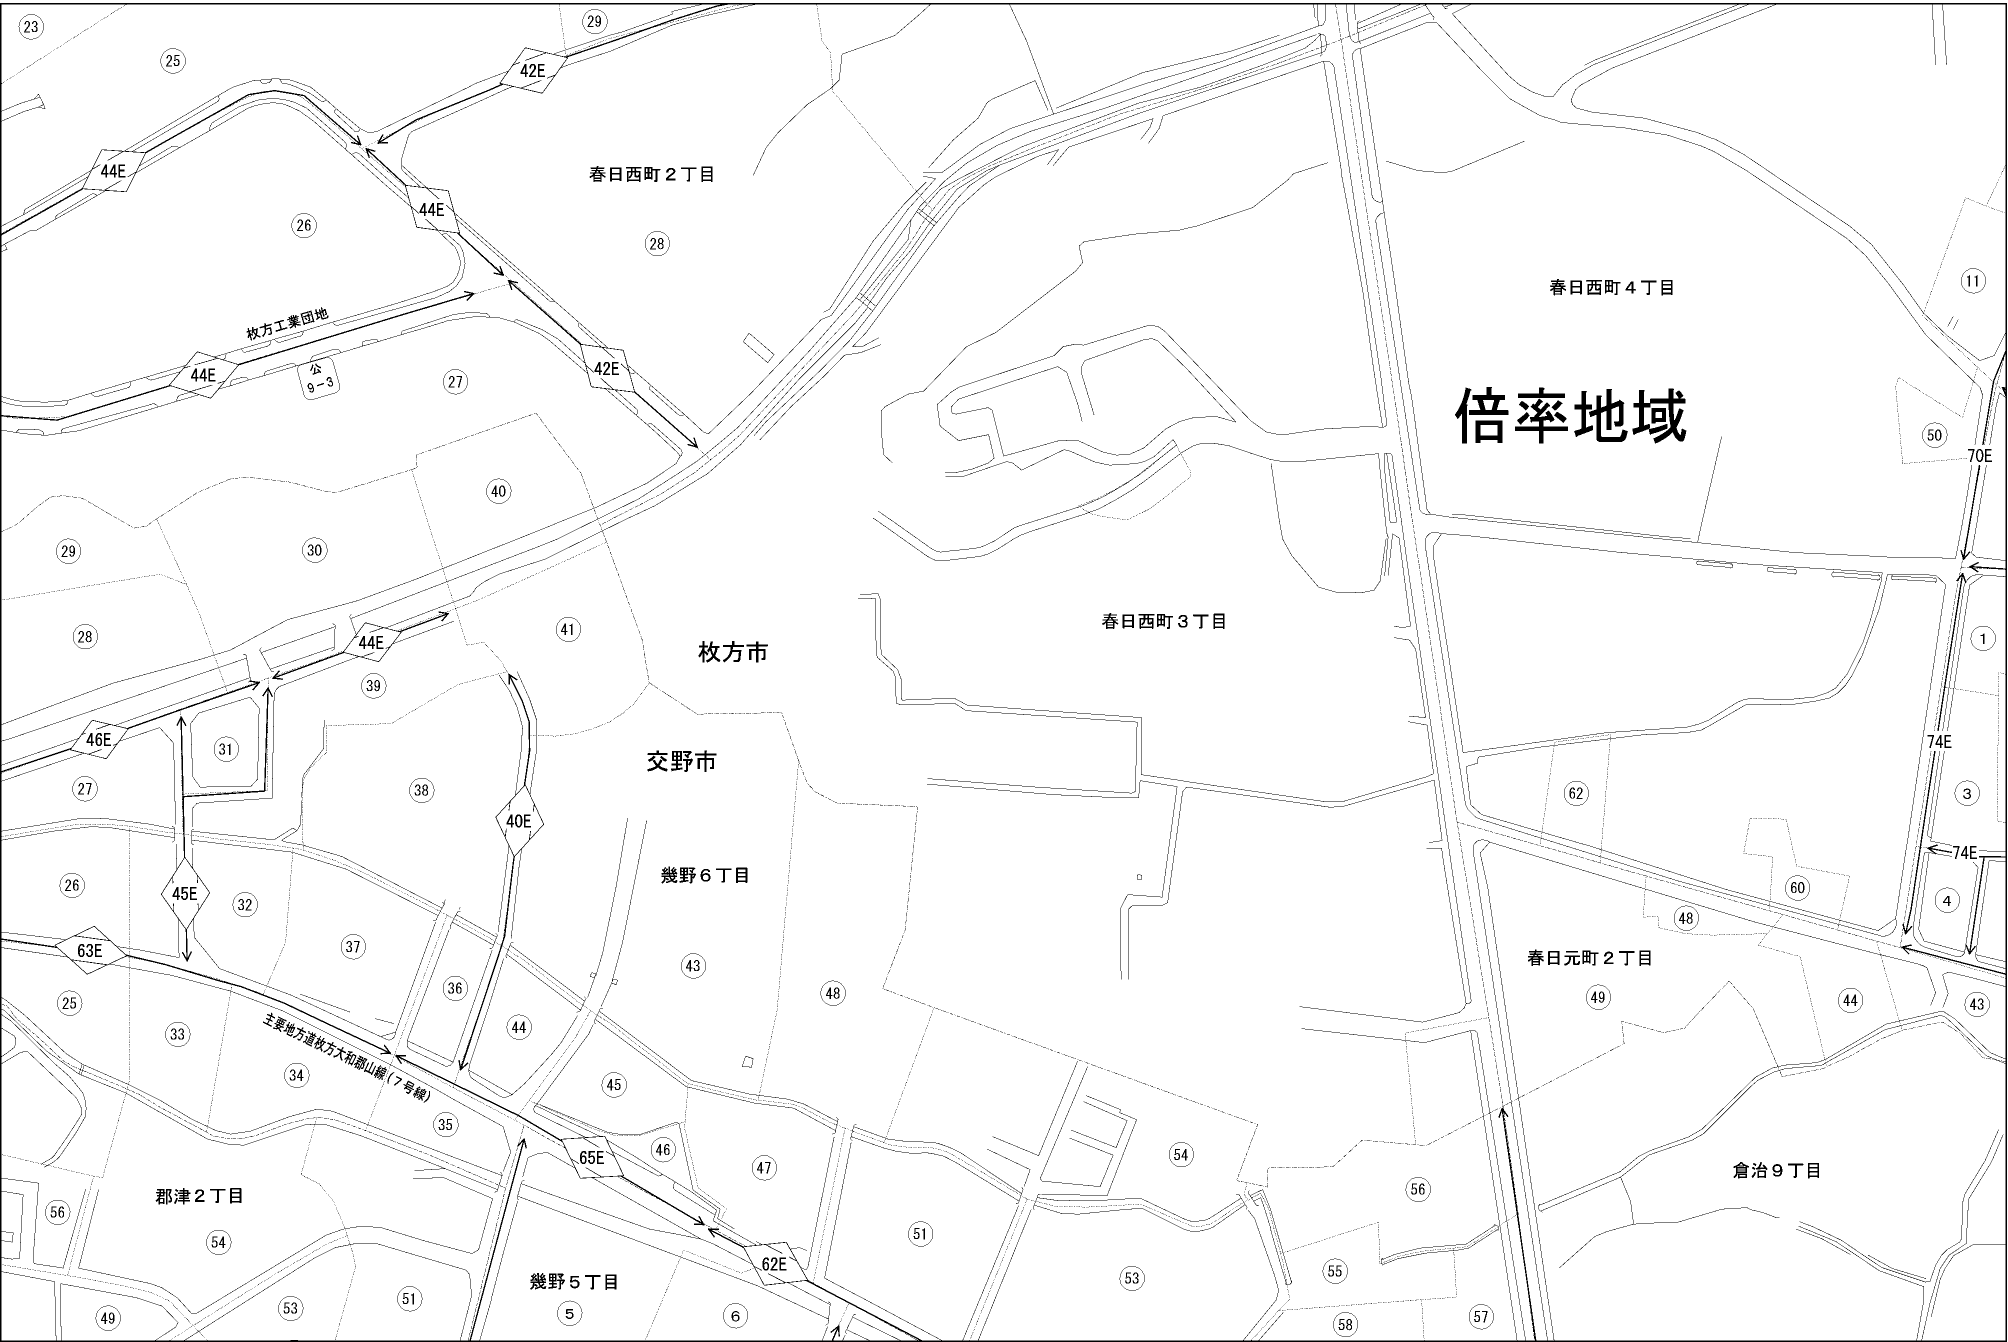 23
25
29
42E
44E
44E
春日西町2丁目
26
28
11
春日西町4丁目
枚方工業団地
44E
公
9-3
27
42E
倍率地域
50
70E
40
29
30
28
44E
41
枚方市
春日西町3丁目
1
39
46E
31
交野市
74E
27
38
62
3
40E
74E
幾野6丁目
26
45E
32
60
4
48
37
63E
43
春日元町2丁目
36
48
49
25
44
44
43
33
主要地方道枚方大和郡山線(7号線)
34
45
35
46
65E
47
54
倉治9丁目
郡津2丁目
56
56
54
51
62E
幾野5丁目
53
55
49
53
51
5
6
58
57